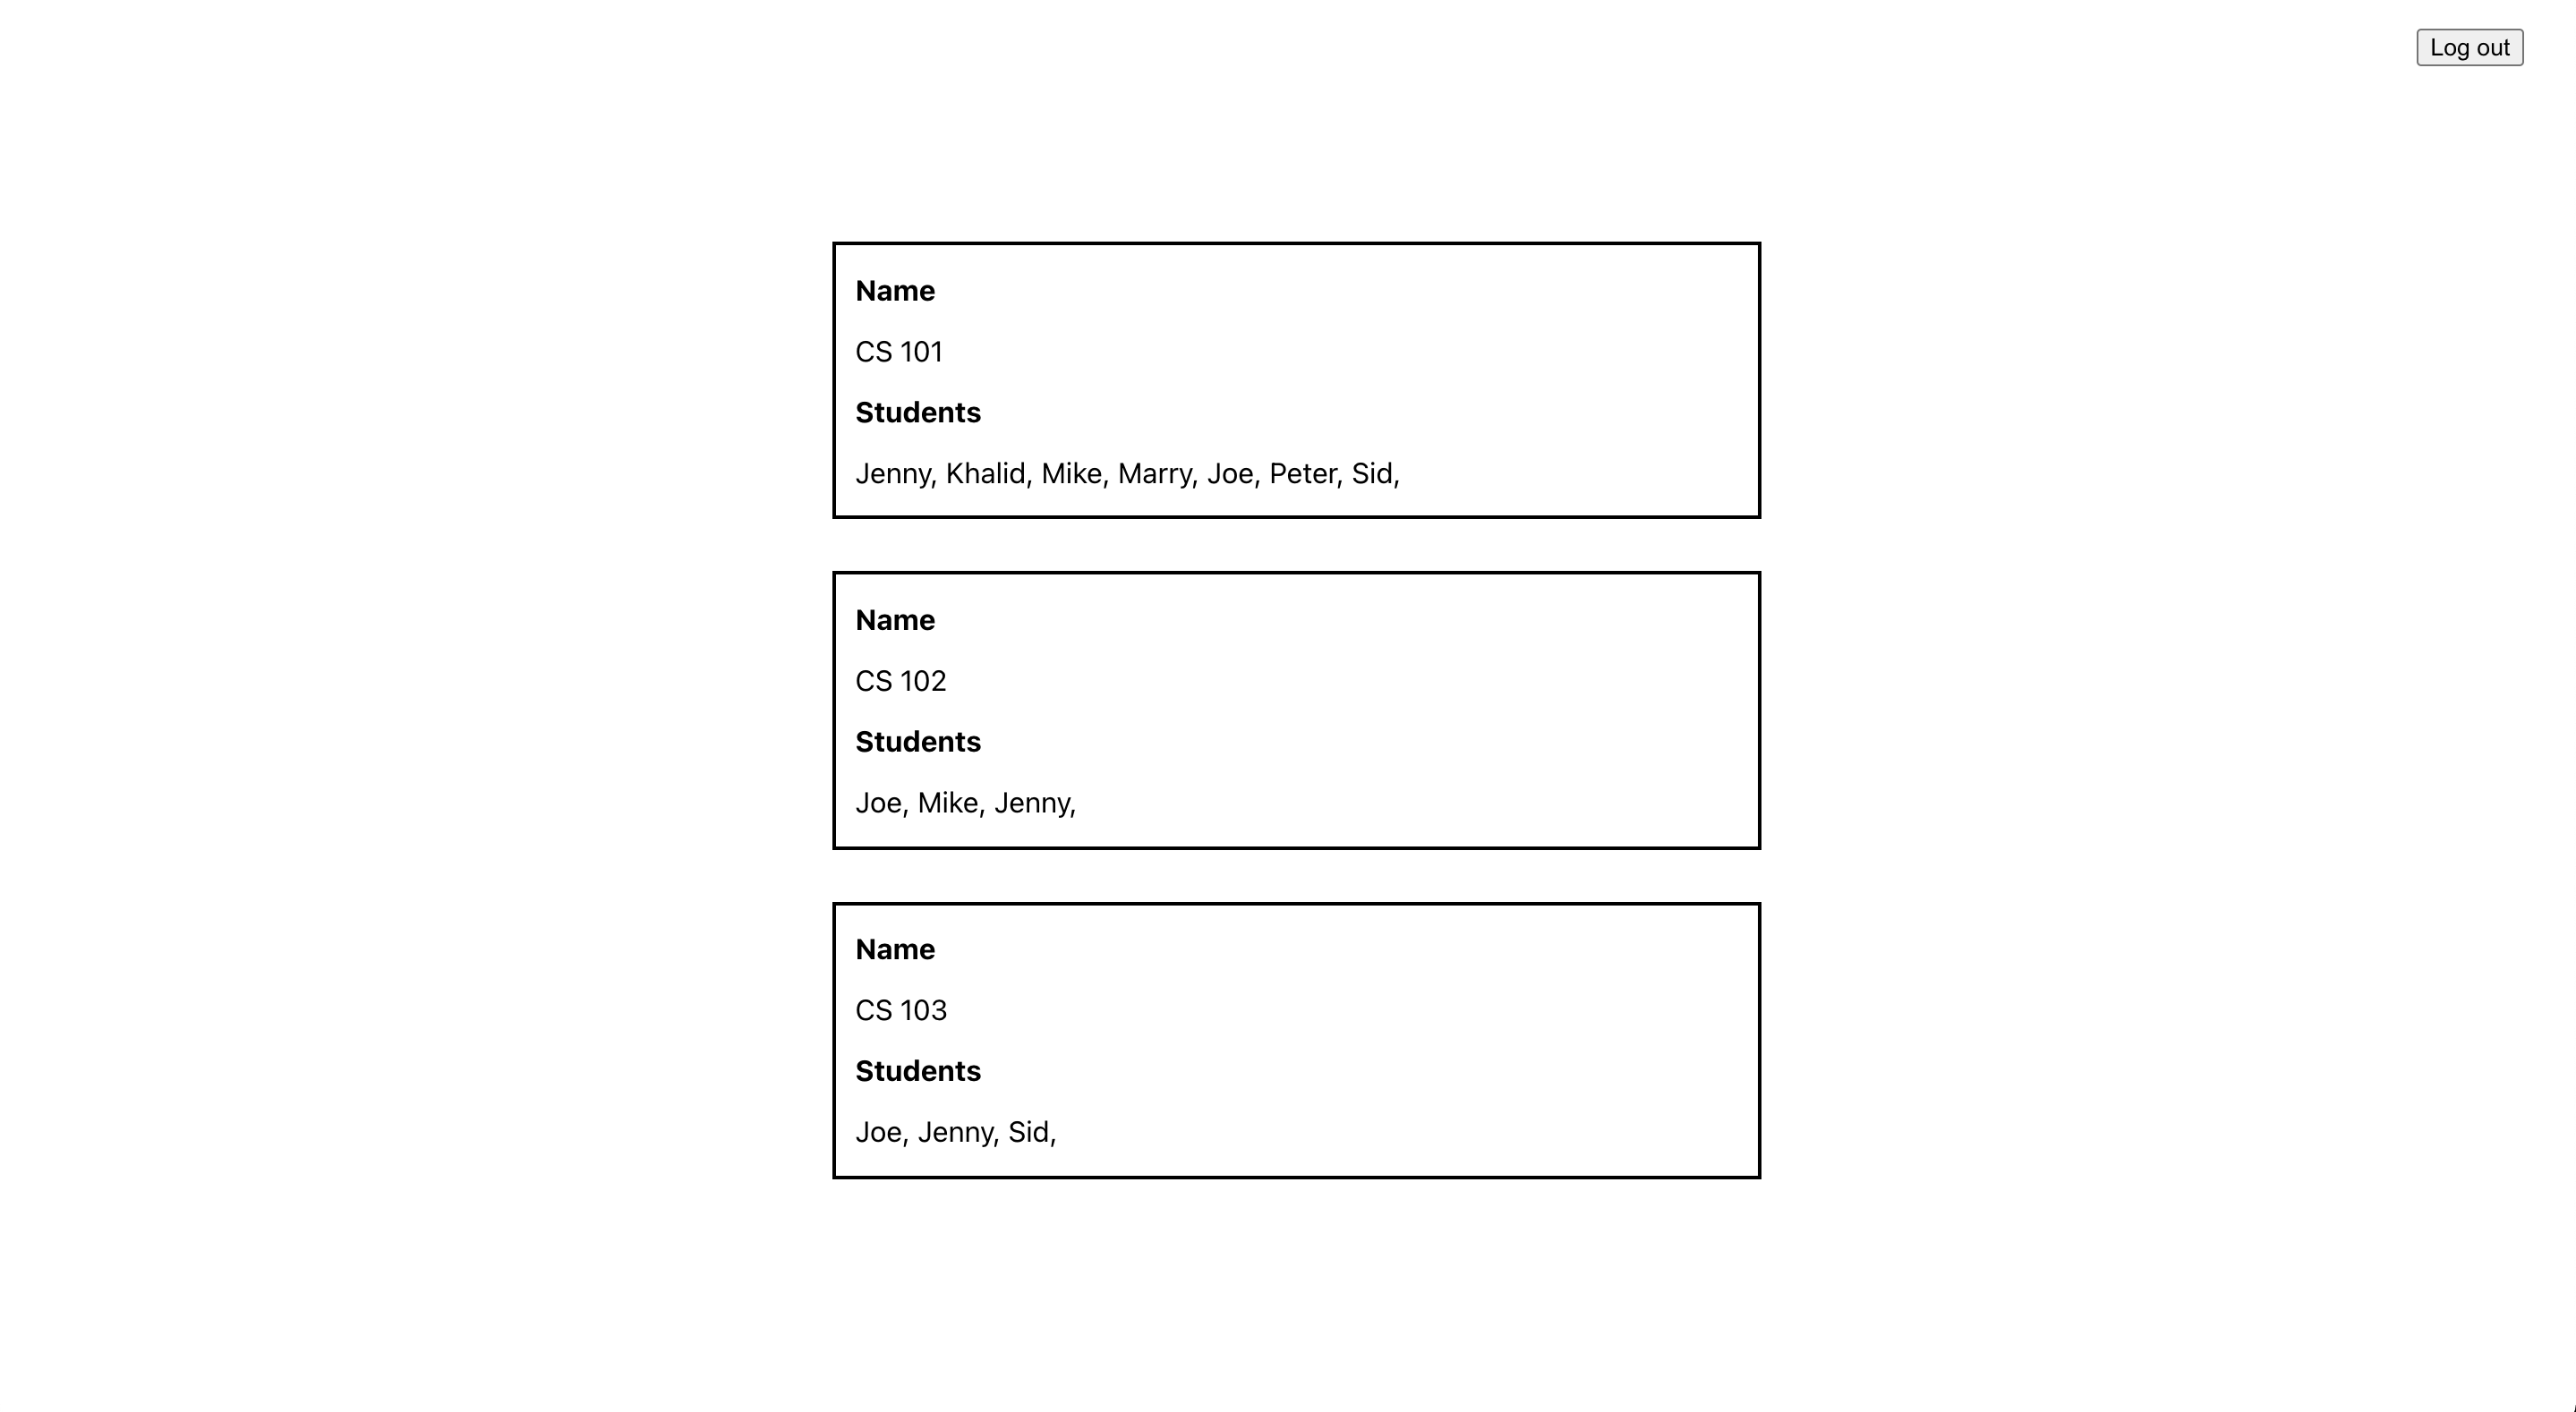 Log out
Name
CS 101
Students
Jenny, Khalid, Mike, Marry, Joe, Peter, Sid,
Name
CS 102
Students
Joe, Mike, Jenny,
Name
CS 103
Students
Joe, Jenny, Sid,